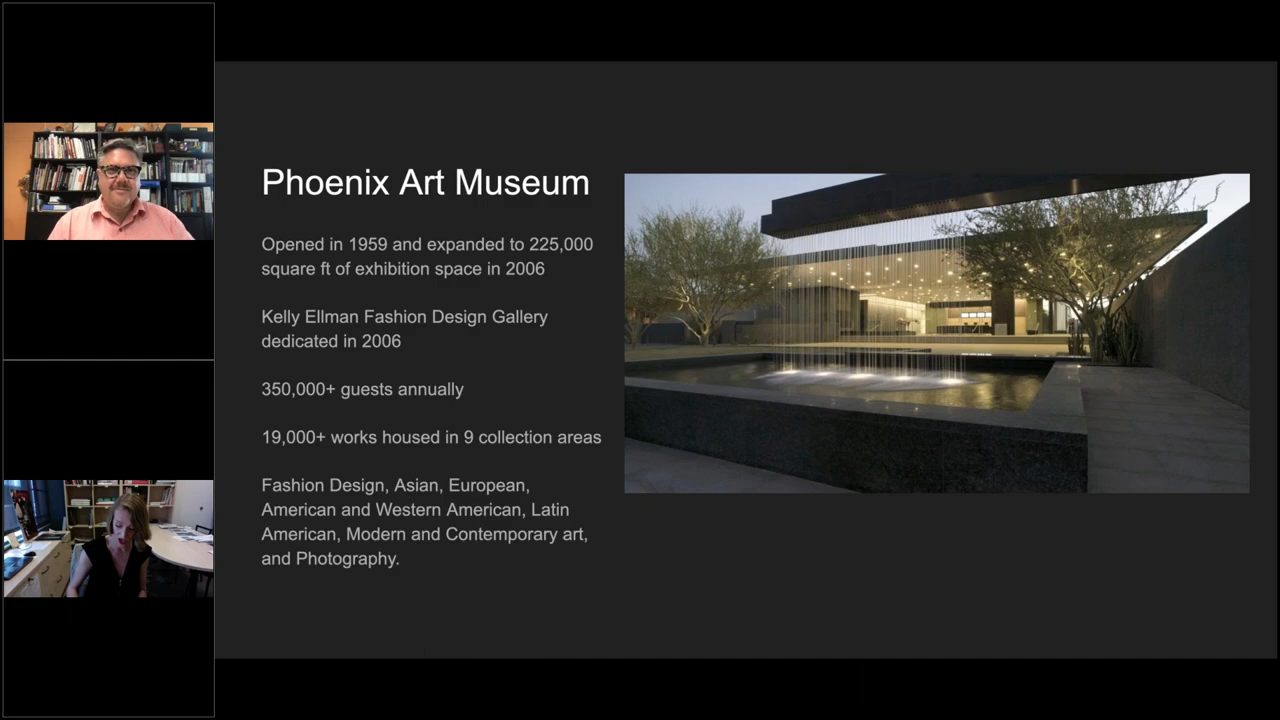 Phoenix Art Museum
Opened in 1959 and expanded to 225,000
square ft of exhibition space in 2006
Kelly Ellman Fashion Design Gallery
dedicated in 2006
350,000+ guests annually
19,000+ works housed in 9 collection areas
Fashion Design, Asian, European,
American and Western American, Latin
American, Modern and Contemporary art,
and Photography.